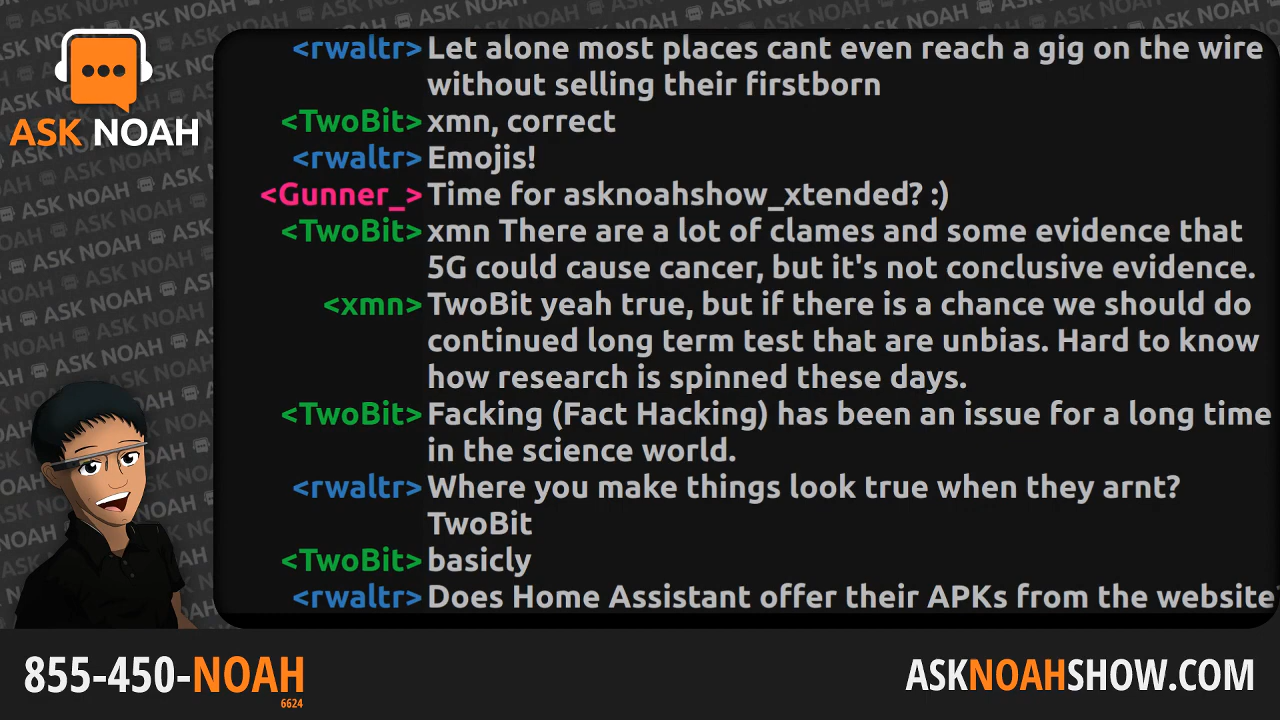 ASK NOAH
<rwaltr> Let alone most places cant even reach a gig on the wire
without selling their firstborn
<TwoBit> xmn, correct
<rwaltr> Emojis!
<Gunner_> Time for asknoahshow_xtended? :)
<TwoBit> xmn There are a lot of clames and some evidence that
5G could cause cancer, but it's not conclusive evidence.
<xmn> TwoBit yeah true, but if there is a chance we should do
continued long term test that are unbias. Hard to know
how research is spinned these days.
<TwoBit> Facking (Fact Hacking) has been an issue for a long time
in the science world.
<rwaltr> Where you make things look true when they arnt?
TwoBit
<TwoBit> basicly
<rwaltr> Does Home Assistant offer their APKs from the website
855-450-NOAH
6624
ASKNOAHSHOW.COM